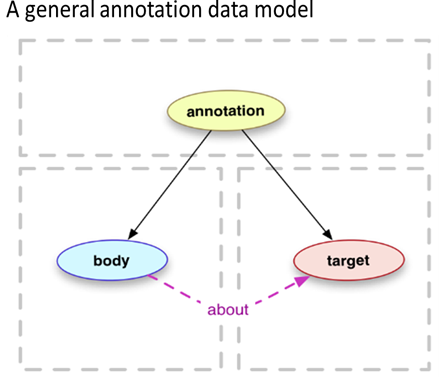 A general annotation data model
annotation
body
target
about